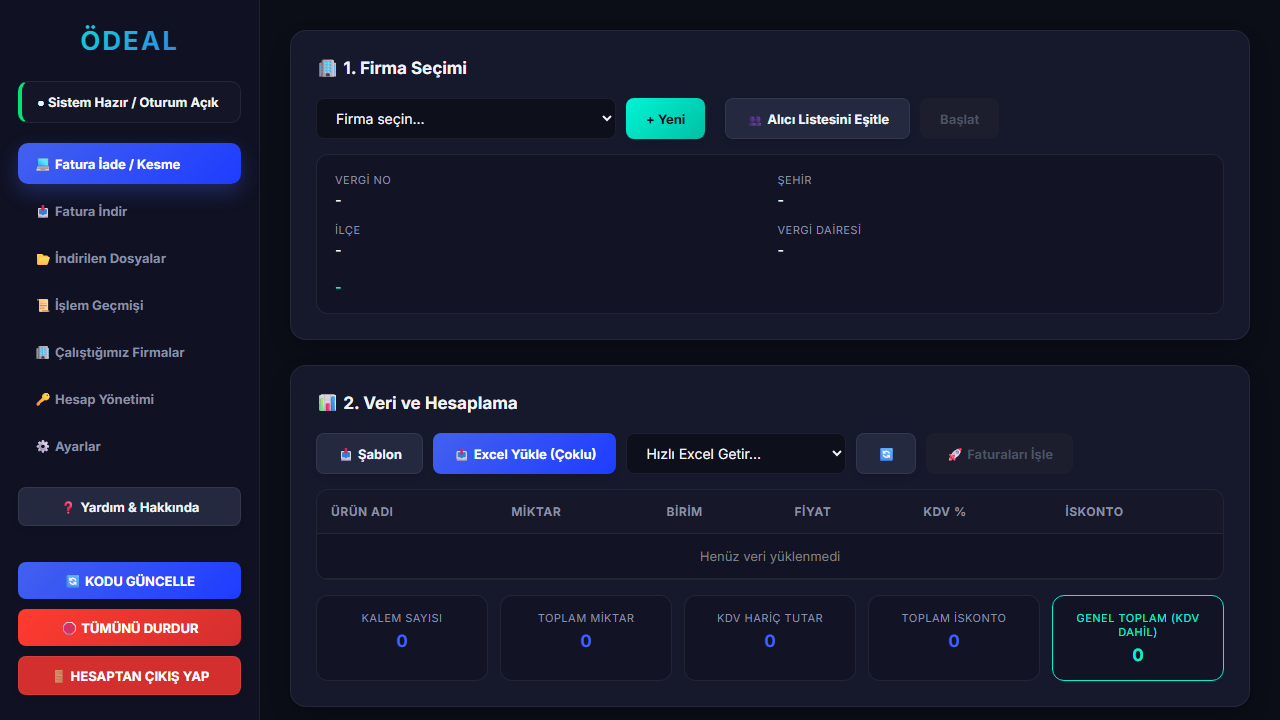 ÖDEAL
● Sistem Hazır / Oturum Açık
Fatura İade / Kesme
Fatura İndir
İndirilen Dosyalar
İşlem Geçmişi
Çalıştığımız Firmalar
Hesap Yönetimi
Ayarlar
❓ Yardım & Hakkında
KODU GÜNCELLE
TÜMÜNÜ DURDUR
HESAPTAN ÇIKIŞ YAP
1. Firma Seçimi
Firma seçin...
+ Yeni
Alıcı Listesini Eşitle
Başlat
VERGİ NO
-
ŞEHİR
-
İLÇE
-
VERGİ DAİRESİ
-
-
2. Veri ve Hesaplama
Şablon
Excel Yükle (Çoklu)
Hızlı Excel Getir...
Faturaları İşle
ÜRÜN ADI MİKTAR BİRİM FİYAT KDV % İSKONTO
Henüz veri yüklenmedi
KALEM SAYISI
0
TOPLAM MİKTAR
0
KDV HARİÇ TUTAR
0
TOPLAM İSKONTO
0
GENEL TOPLAM (KDV
DAHİL)
0